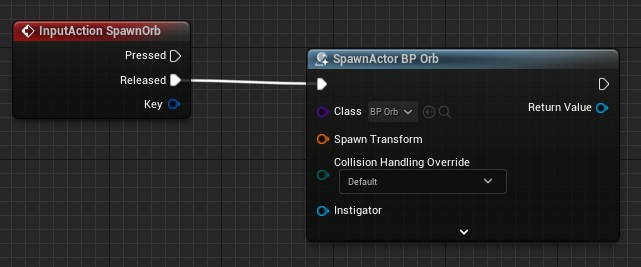 InputAction SpawnOrb
Pressed
Released
Key
SpawnActor BP Orb
Class
BP Orb
Return Value
Spawn Transform
Collision Handling Override
Default
Instigator